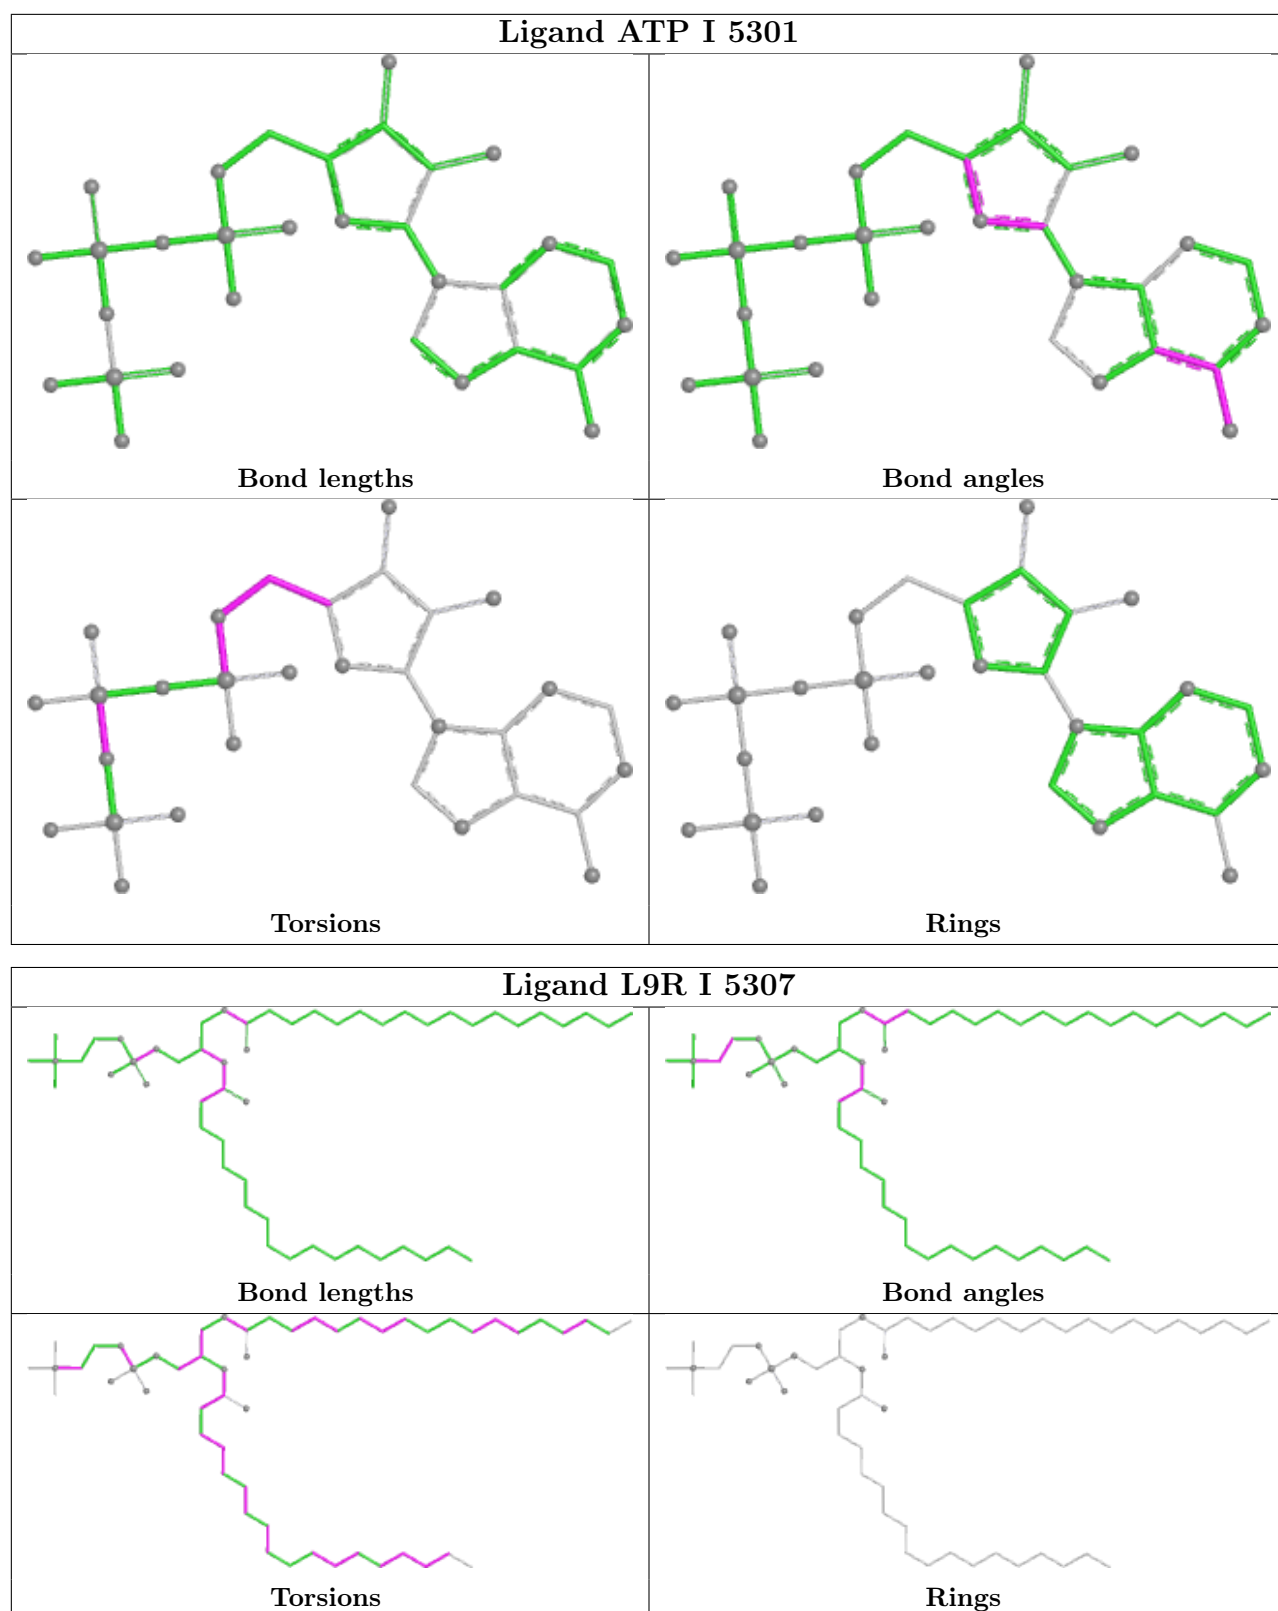 Ligand ATP I 5301
Bond lengths
Bond angles
Torsions
Rings
Ligand L9R I 5307
Bond lengths
Bond angles
Torsions
Rings